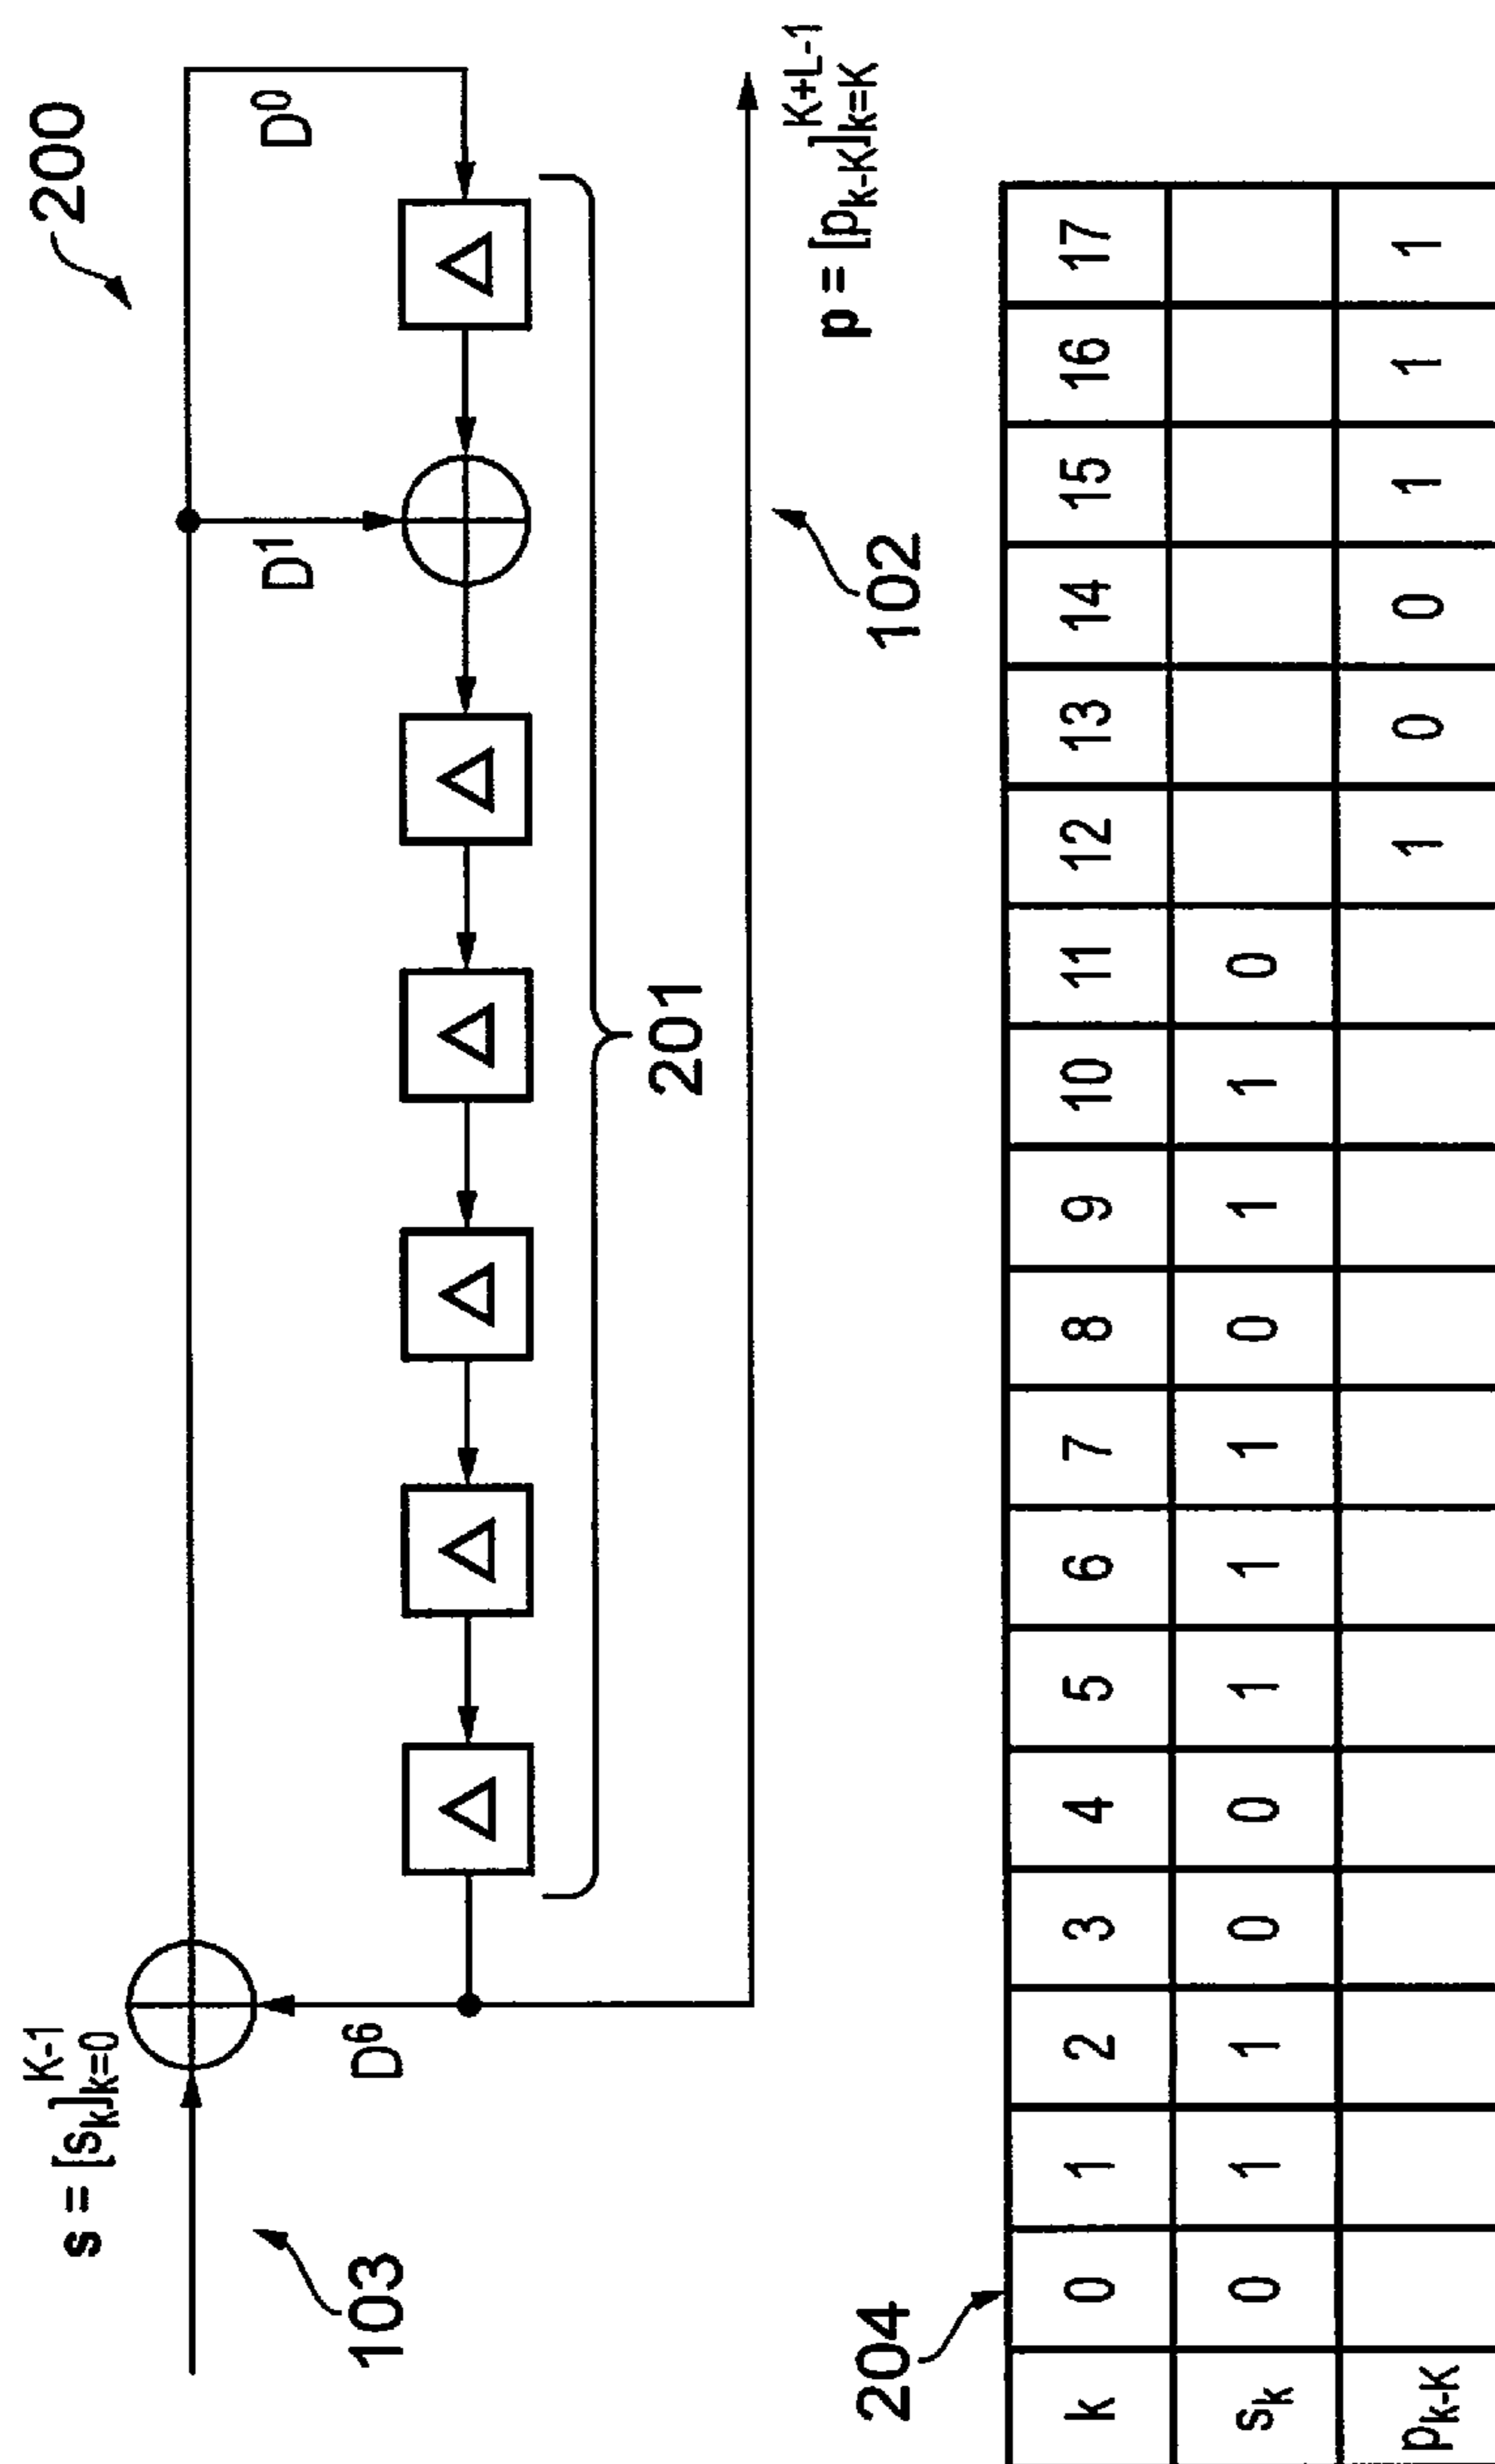 200
s = [s_k]_{k=0}^{K-1}
103
D^6
D^1
D^0
201
102
p = [p_{k-K}]_{k=K}^{K+L-1}
204
k 0 1 2 3 4 5 6 7 8 9 10 11 12 13 14 15 16 17
s_k 0 1 1 0 0 1 1 1 0 1 1 0
p_{k-K} 1 0 0 1 1 1